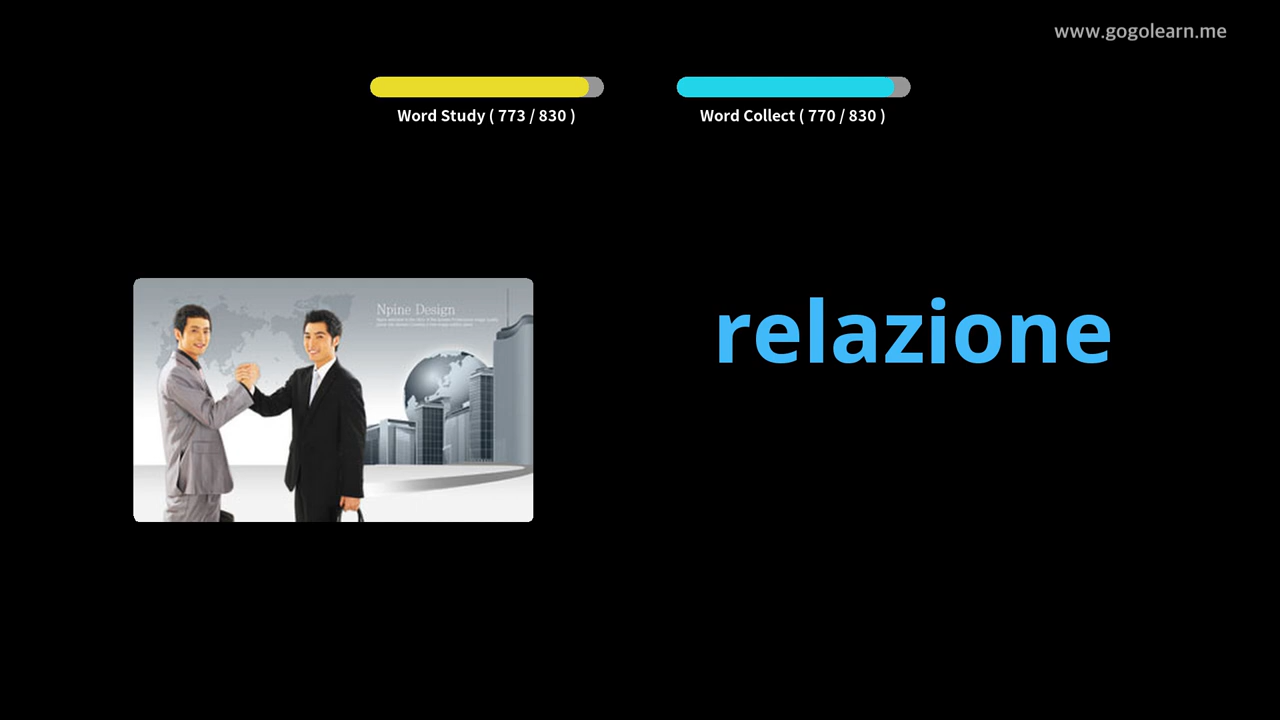 www.gogolearn.me
Word Study ( 773 / 830 )
Word Collect ( 770 / 830 )
Npine Design
relazione